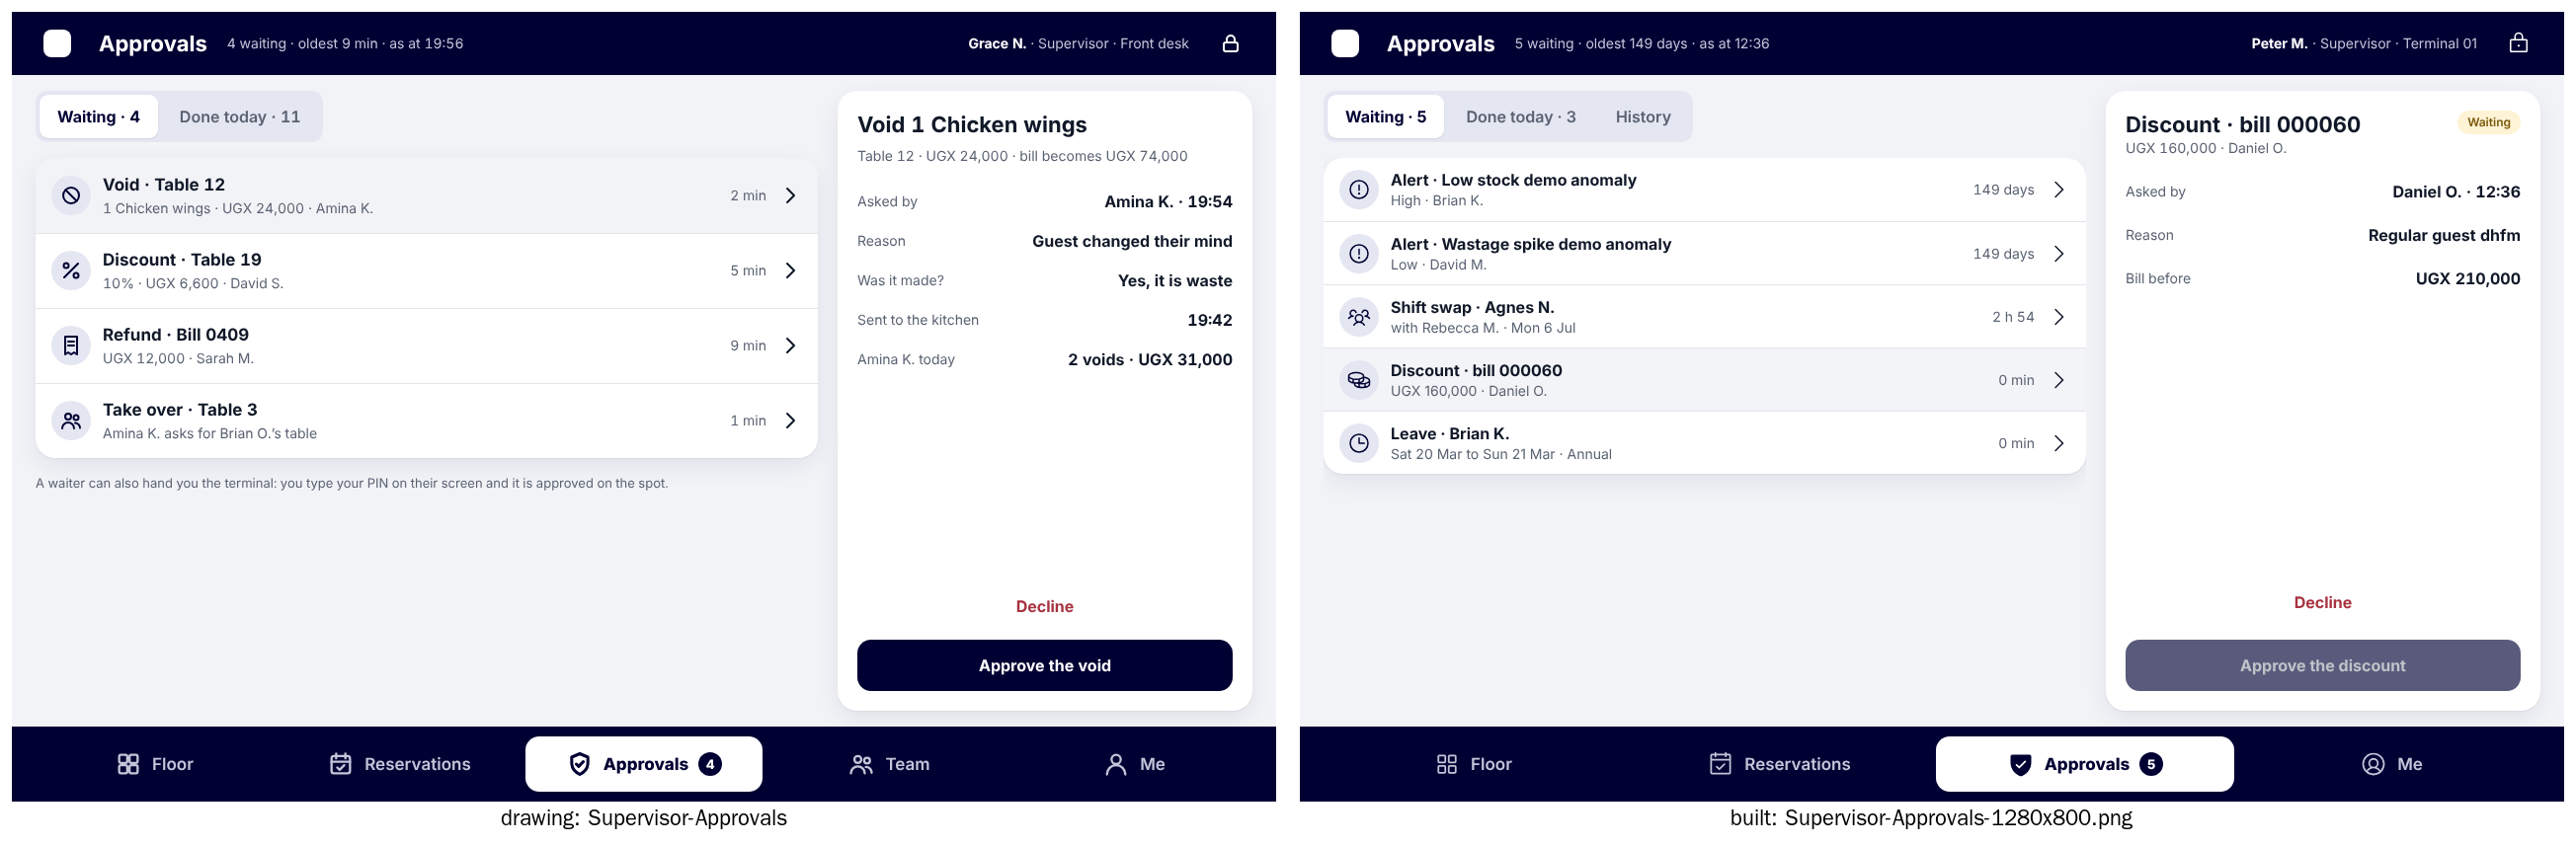 Approvals
4 waiting · oldest 9 min · as at 19:56
Grace N. · Supervisor · Front desk
Waiting · 4
Done today · 11
Void · Table 12
1 Chicken wings · UGX 24,000 · Amina K.
2 min
Discount · Table 19
10% · UGX 6,600 · David S.
5 min
Refund · Bill 0409
UGX 12,000 · Sarah M.
9 min
Take over · Table 3
Amina K. asks for Brian O.'s table
1 min
A waiter can also hand you the terminal: you type your PIN on their screen and it is approved on the spot.
Void 1 Chicken wings
Table 12 · UGX 24,000 · bill becomes UGX 74,000
Asked by
Amina K. · 19:54
Reason
Guest changed their mind
Was it made?
Yes, it is waste
Sent to the kitchen
19:42
Amina K. today
2 voids · UGX 31,000
Decline
Approve the void
Floor
Reservations
Approvals 4
Team
Me
drawing: Supervisor-Approvals
Approvals
5 waiting · oldest 149 days · as at 12:36
Peter M. · Supervisor · Terminal 01
Waiting · 5
Done today · 3
History
Alert · Low stock demo anomaly
High · Brian K.
149 days
Alert · Wastage spike demo anomaly
Low · David M.
149 days
Shift swap · Agnes N.
with Rebecca M. · Mon 6 Jul
2 h 54
Discount · bill 000060
UGX 160,000 · Daniel O.
0 min
Leave · Brian K.
Sat 20 Mar to Sun 21 Mar · Annual
0 min
Discount · bill 000060
Waiting
UGX 160,000 · Daniel O.
Asked by
Daniel O. · 12:36
Reason
Regular guest dhfm
Bill before
UGX 210,000
Decline
Approve the discount
Floor
Reservations
Approvals 5
Me
built: Supervisor-Approvals-1280x800.png